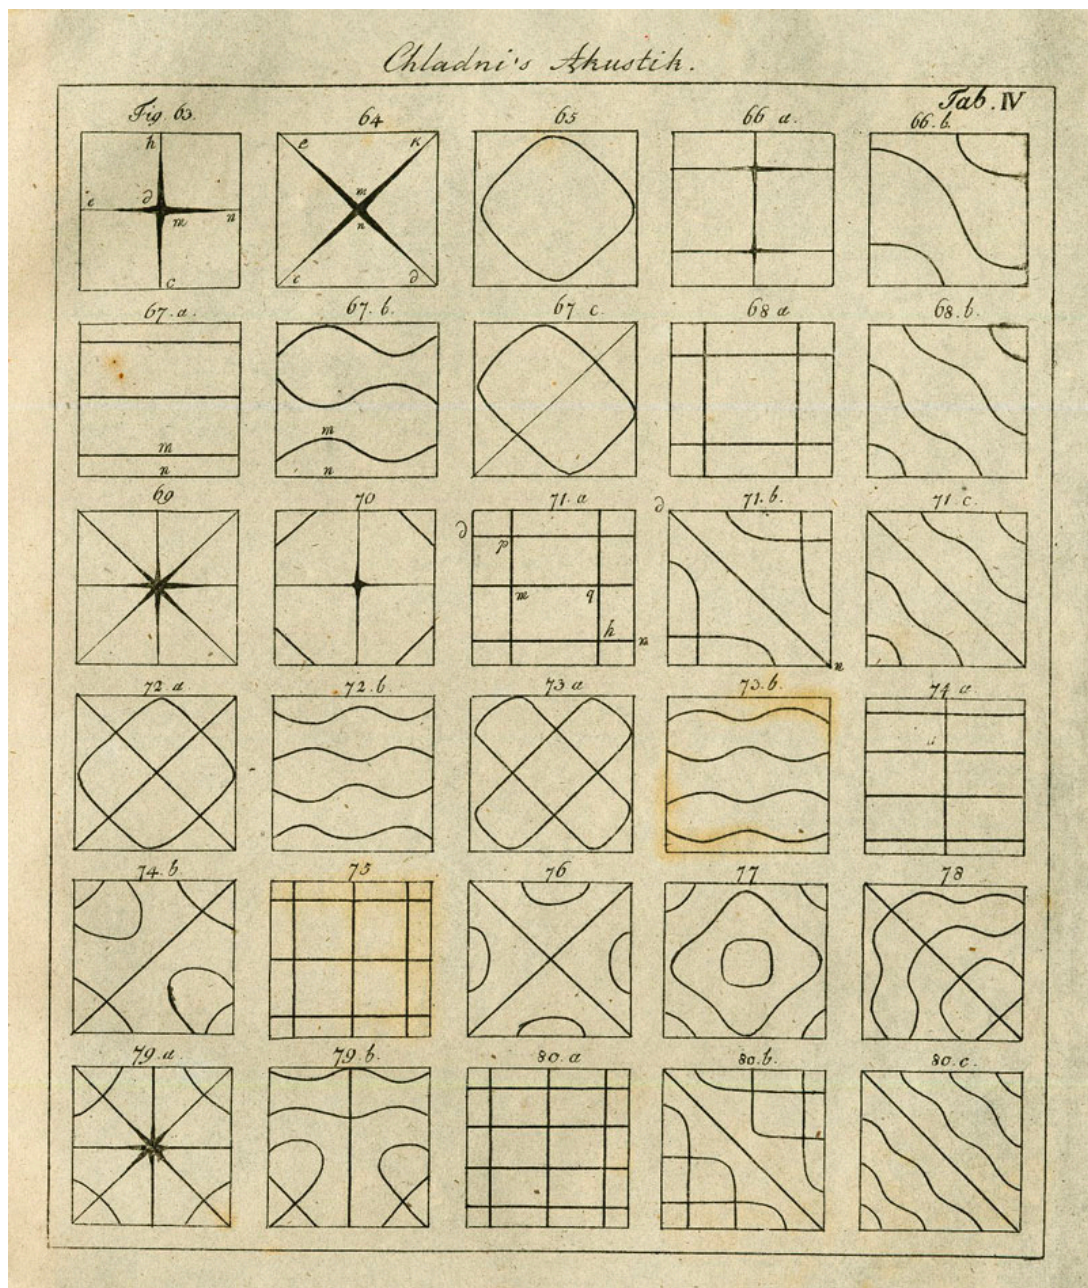 Chladni's Akustik.
Tab. IV
Fig. 63. 64 65 66 a. 66. b.
h e k
e d m n m n
c c d
67. a. 67. b. 67 c. 68 a 68. b.
m m
n n
69 70 71. a 71. b. 71 c.
d p d
m q h n n
72. a 72. b. 73 a 73. b. 74 a
74. b. 75 76 77 78
79. a. 79. b. 80. a 80. b. 80. c.